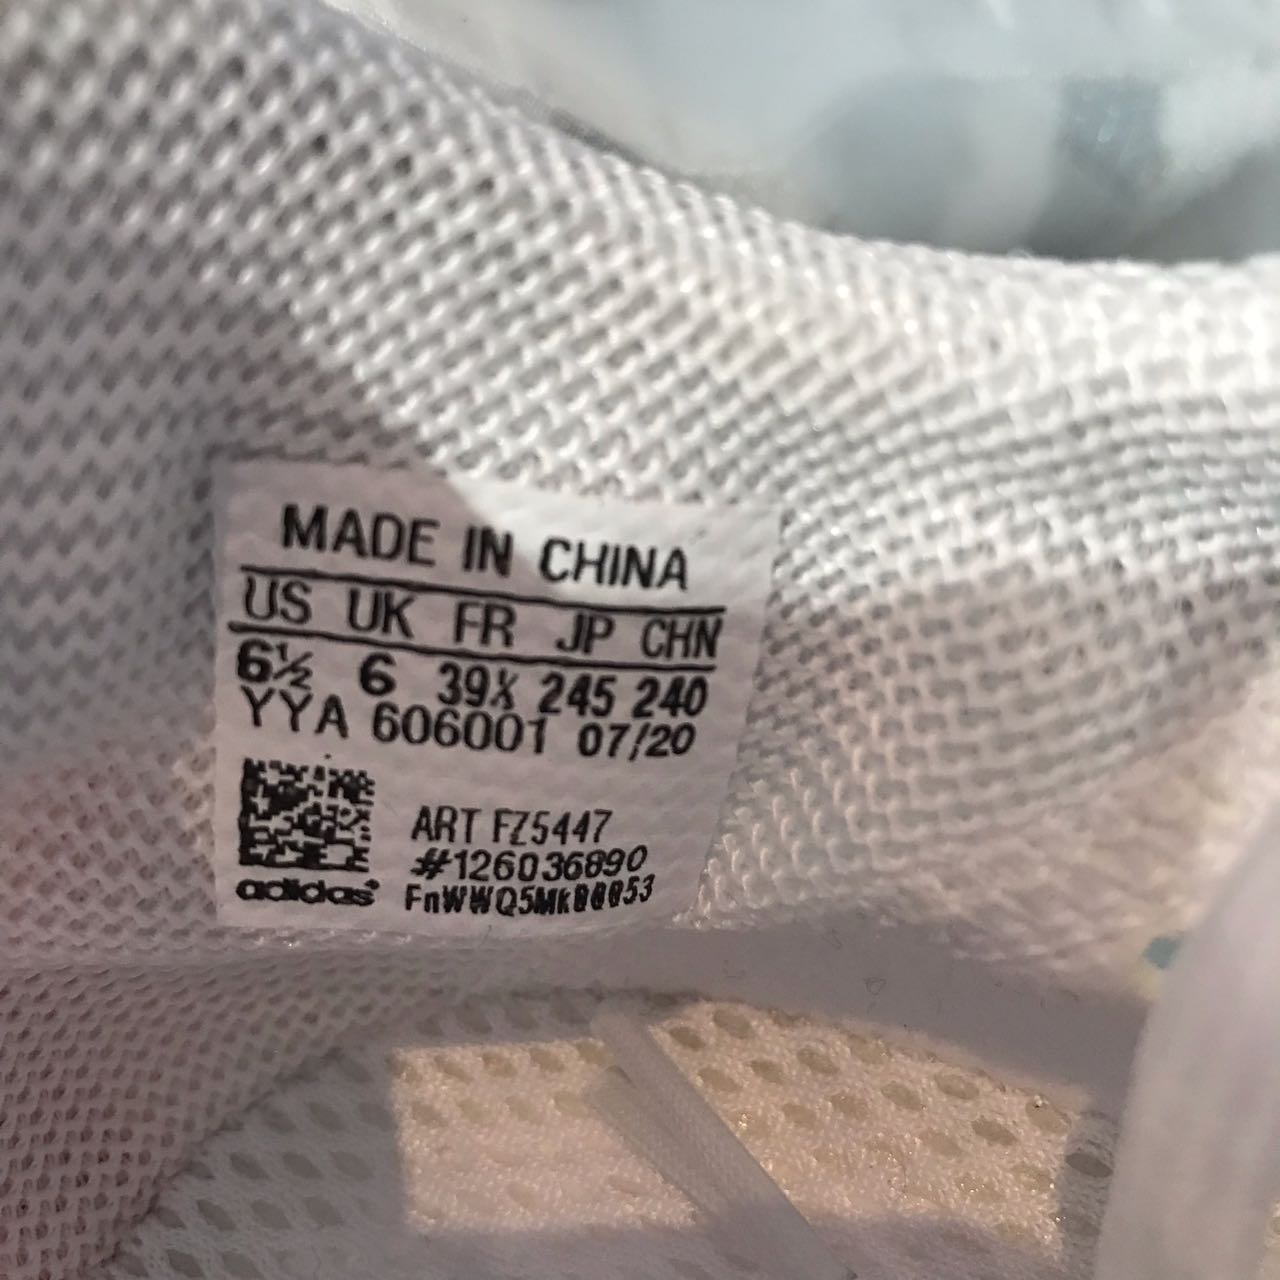 MADE IN CHINA
US UK FR JP CHN
6½ 6 39⅓ 245 240
YYA 606001 07/20
ART FZ5447
#126036890
adidas